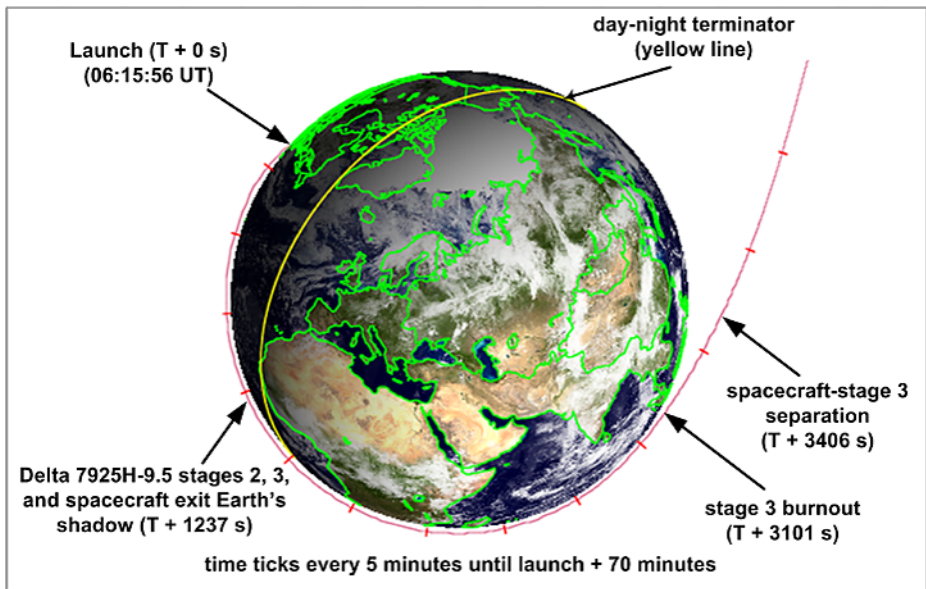 day-night terminator
(yellow line)
Launch (T + 0 s)
(06:15:56 UT)
spacecraft-stage 3
separation
(T + 3406 s)
Delta 7925H-9.5 stages 2, 3,
and spacecraft exit Earth's
shadow (T + 1237 s)
stage 3 burnout
(T + 3101 s)
time ticks every 5 minutes until launch + 70 minutes